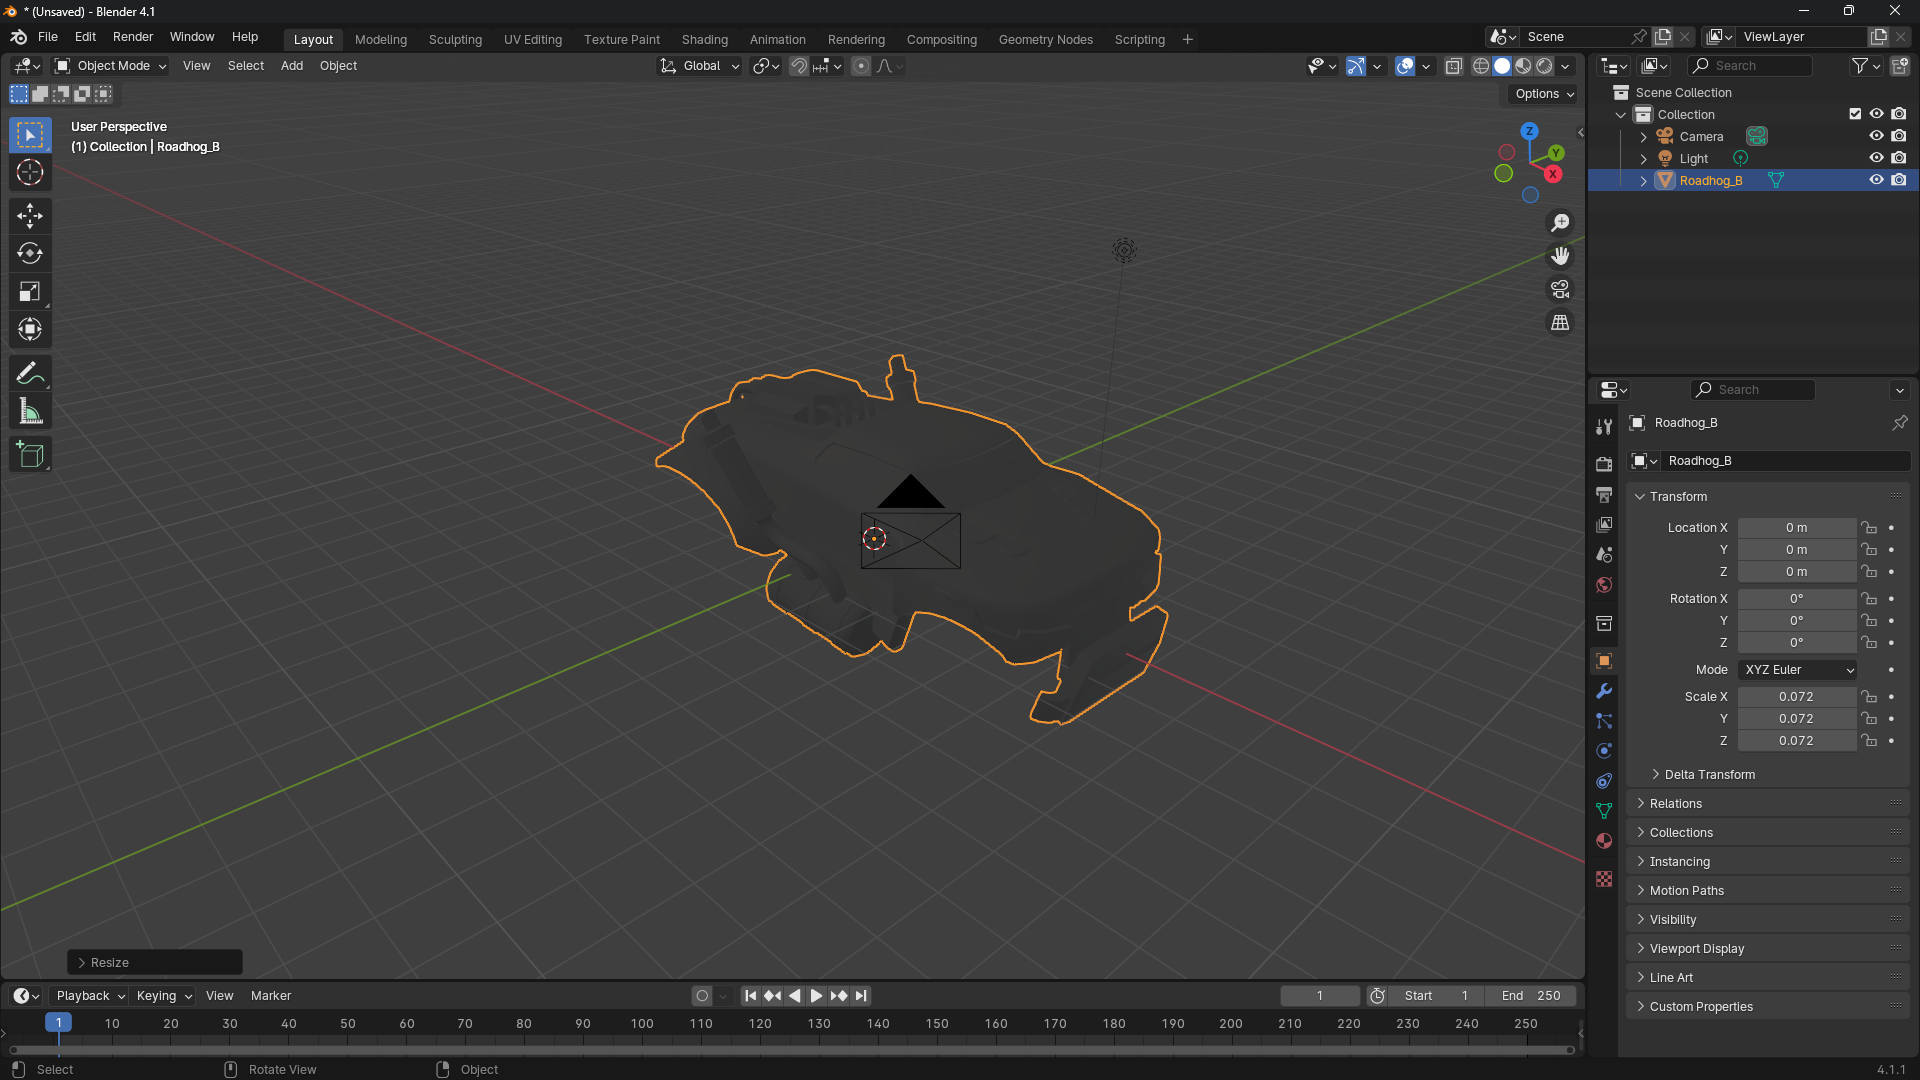 * (Unsaved) - Blender 4.1
File Edit Render Window Help
Layout Modeling Sculpting UV Editing Texture Paint Shading Animation Rendering Compositing Geometry Nodes Scripting +
Scene
ViewLayer
Object Mode View Select Add Object
Global
Search
Options
User Perspective
(1) Collection | Roadhog_B
Z
Y
X
Scene Collection
Collection
Camera
Light
Roadhog_B
Search
Roadhog_B
Roadhog_B
Transform
Location X 0 m
Y 0 m
Z 0 m
Rotation X 0°
Y 0°
Z 0°
Mode XYZ Euler
Scale X 0.072
Y 0.072
Z 0.072
Delta Transform
Relations
Collections
Instancing
Motion Paths
Visibility
Viewport Display
Line Art
Custom Properties
Resize
Playback Keying View Marker
1
Start 1
End 250
1 10 20 30 40 50 60 70 80 90 100 110 120 130 140 150 160 170 180 190 200 210 220 230 240 250
Select Rotate View Object
4.1.1